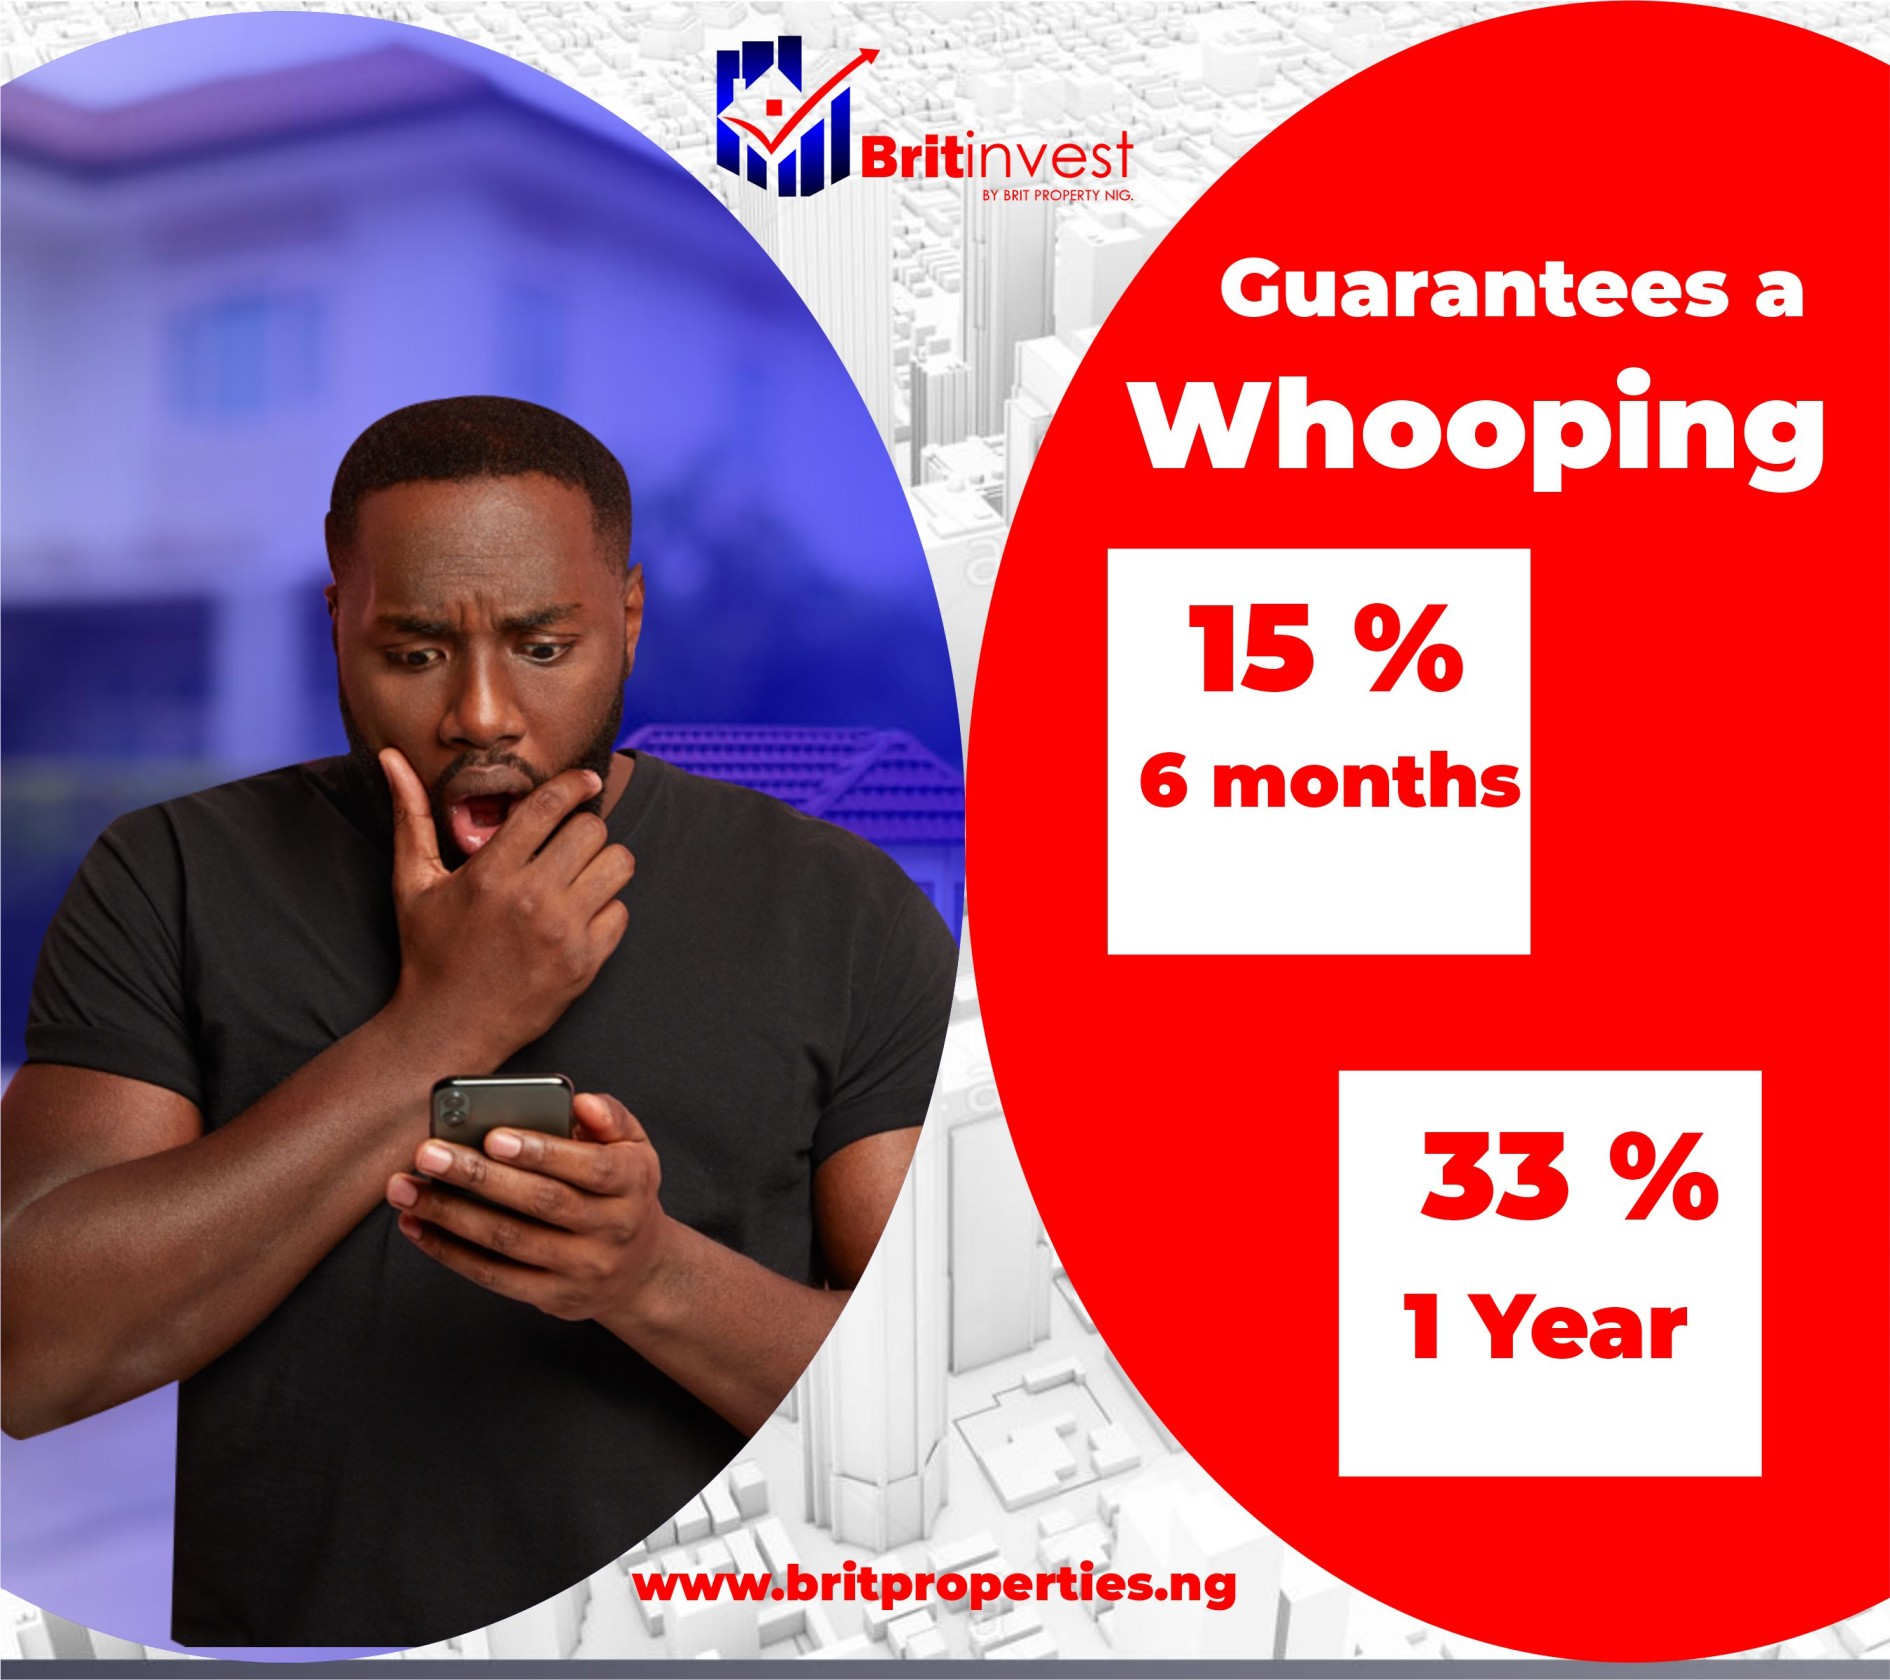 Britinvest
BY BRIT PROPERTY NIG.
Guarantees a
Whooping
15 %
6 months
33 %
1 Year
www.britproperties.ng